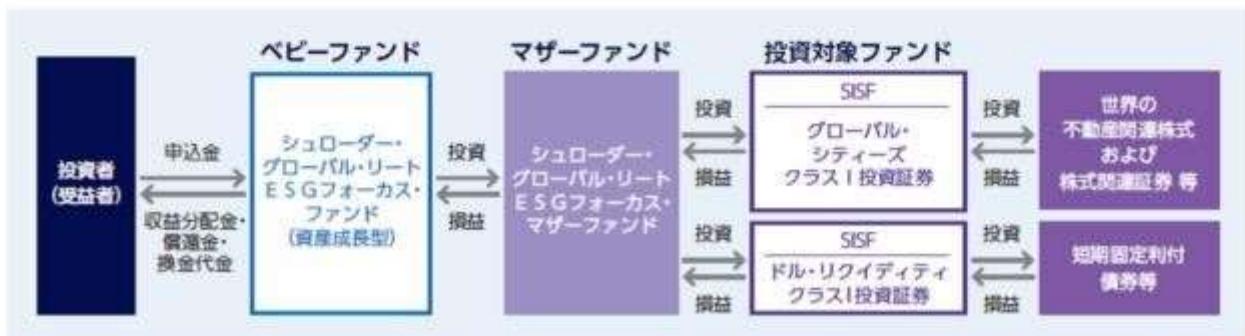 ベビーファンド
マザーファンド
投資対象ファンド
投資者
(受益者)
申込金
収益分配金・
償還金・
換金代金
シュローダー・
グローバル・リート
ESGフォーカス・
ファンド
(資産成長型)
投資
損益
シュローダー・
グローバル・リート
ESGフォーカス・
マザーファンド
投資
損益
SISF
グローバル・
シティーズ
クラスI投資証券
投資
損益
世界の
不動産関連株式
および
株式関連証券 等
投資
損益
SISF
ドル・リクイディティ
クラスI投資証券
投資
損益
短期固定利付
債券等